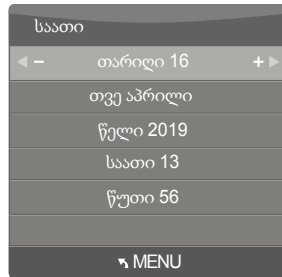 საათი
− თარიღი 16 +
თვე აპრილი
წელი 2019
საათი 13
წუთი 56
MENU